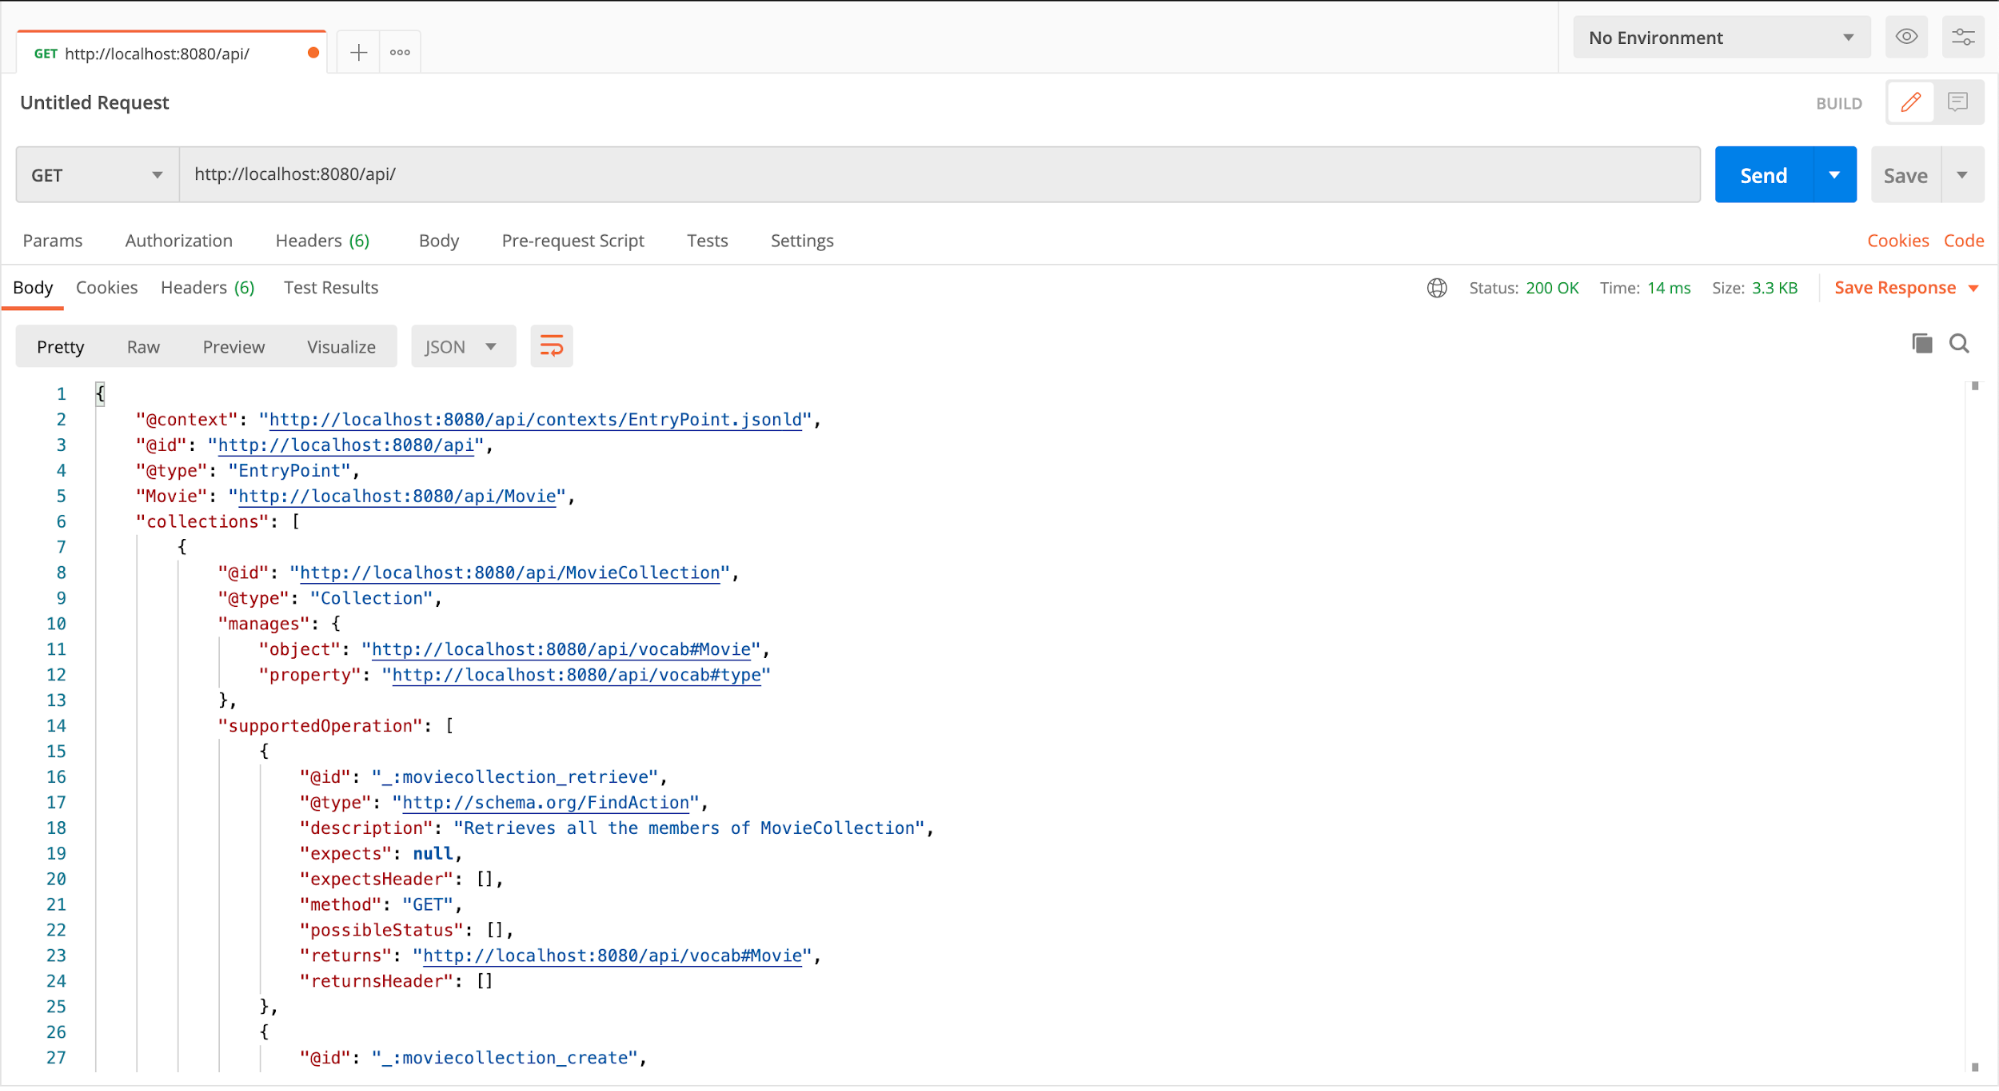 GET http://localhost:8080/api/
No Environment
Untitled Request
BUILD
GET http://localhost:8080/api/ Send Save
Params Authorization Headers (6) Body Pre-request Script Tests Settings Cookies Code
Body Cookies Headers (6) Test Results Status: 200 OK Time: 14 ms Size: 3.3 KB Save Response
Pretty Raw Preview Visualize JSON
1 {
2 "@context": "http://localhost:8080/api/contexts/EntryPoint.jsonld",
3 "@id": "http://localhost:8080/api",
4 "@type": "EntryPoint",
5 "Movie": "http://localhost:8080/api/Movie",
6 "collections": [
7 {
8 "@id": "http://localhost:8080/api/MovieCollection",
9 "@type": "Collection",
10 "manages": {
11 "object": "http://localhost:8080/api/vocab#Movie",
12 "property": "http://localhost:8080/api/vocab#type"
13 },
14 "supportedOperation": [
15 {
16 "@id": "_:moviecollection_retrieve",
17 "@type": "http://schema.org/FindAction",
18 "description": "Retrieves all the members of MovieCollection",
19 "expects": null,
20 "expectsHeader": [],
21 "method": "GET",
22 "possibleStatus": [],
23 "returns": "http://localhost:8080/api/vocab#Movie",
24 "returnsHeader": []
25 },
26 {
27 "@id": "_:moviecollection_create",